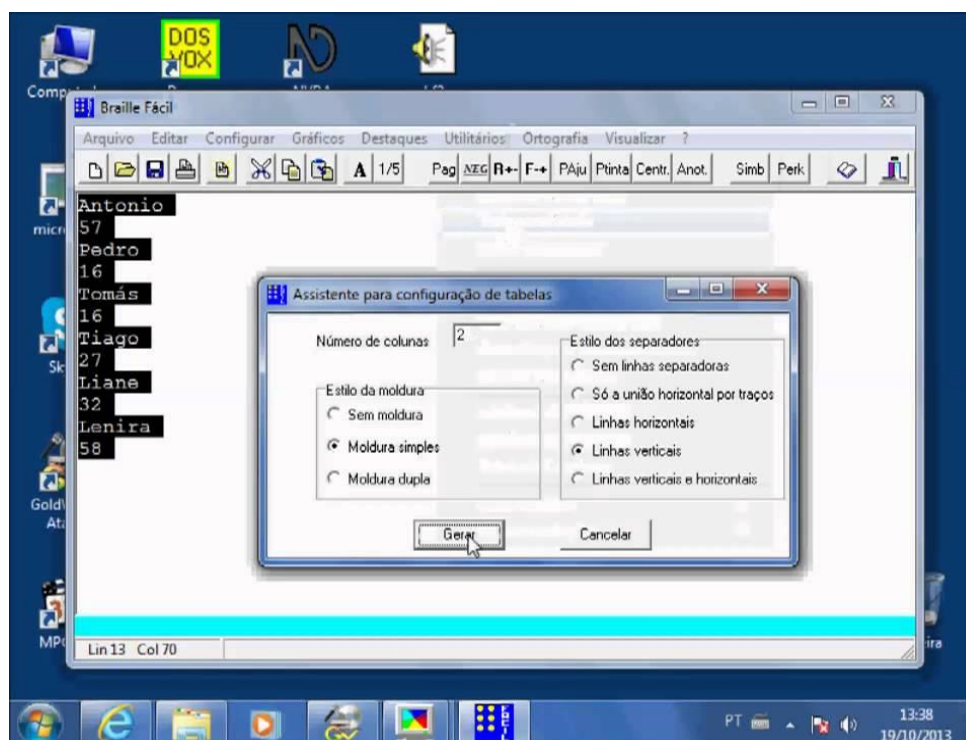 DOS
VOX
Braille Fácil
Arquivo Editar Configurar Gráficos Destaques Utilitários Ortografia Visualizar ?
A 1/5 Pag NEG R+- F-+ PAju Ptinta Centr. Anot. Simb Perk
Antonio
57
Pedro
16
Tomás
16
Tiago
27
Liane
32
Lenira
58
Assistente para configuração de tabelas
Número de colunas 2
Estilo da moldura
Sem moldura
Moldura simples
Moldura dupla
Estilo dos separadores
Sem linhas separadoras
Só a união horizontal por traços
Linhas horizontais
Linhas verticais
Linhas verticais e horizontais
Gerar
Cancelar
Lin 13 Col 70
PT
13:38
19/10/2013